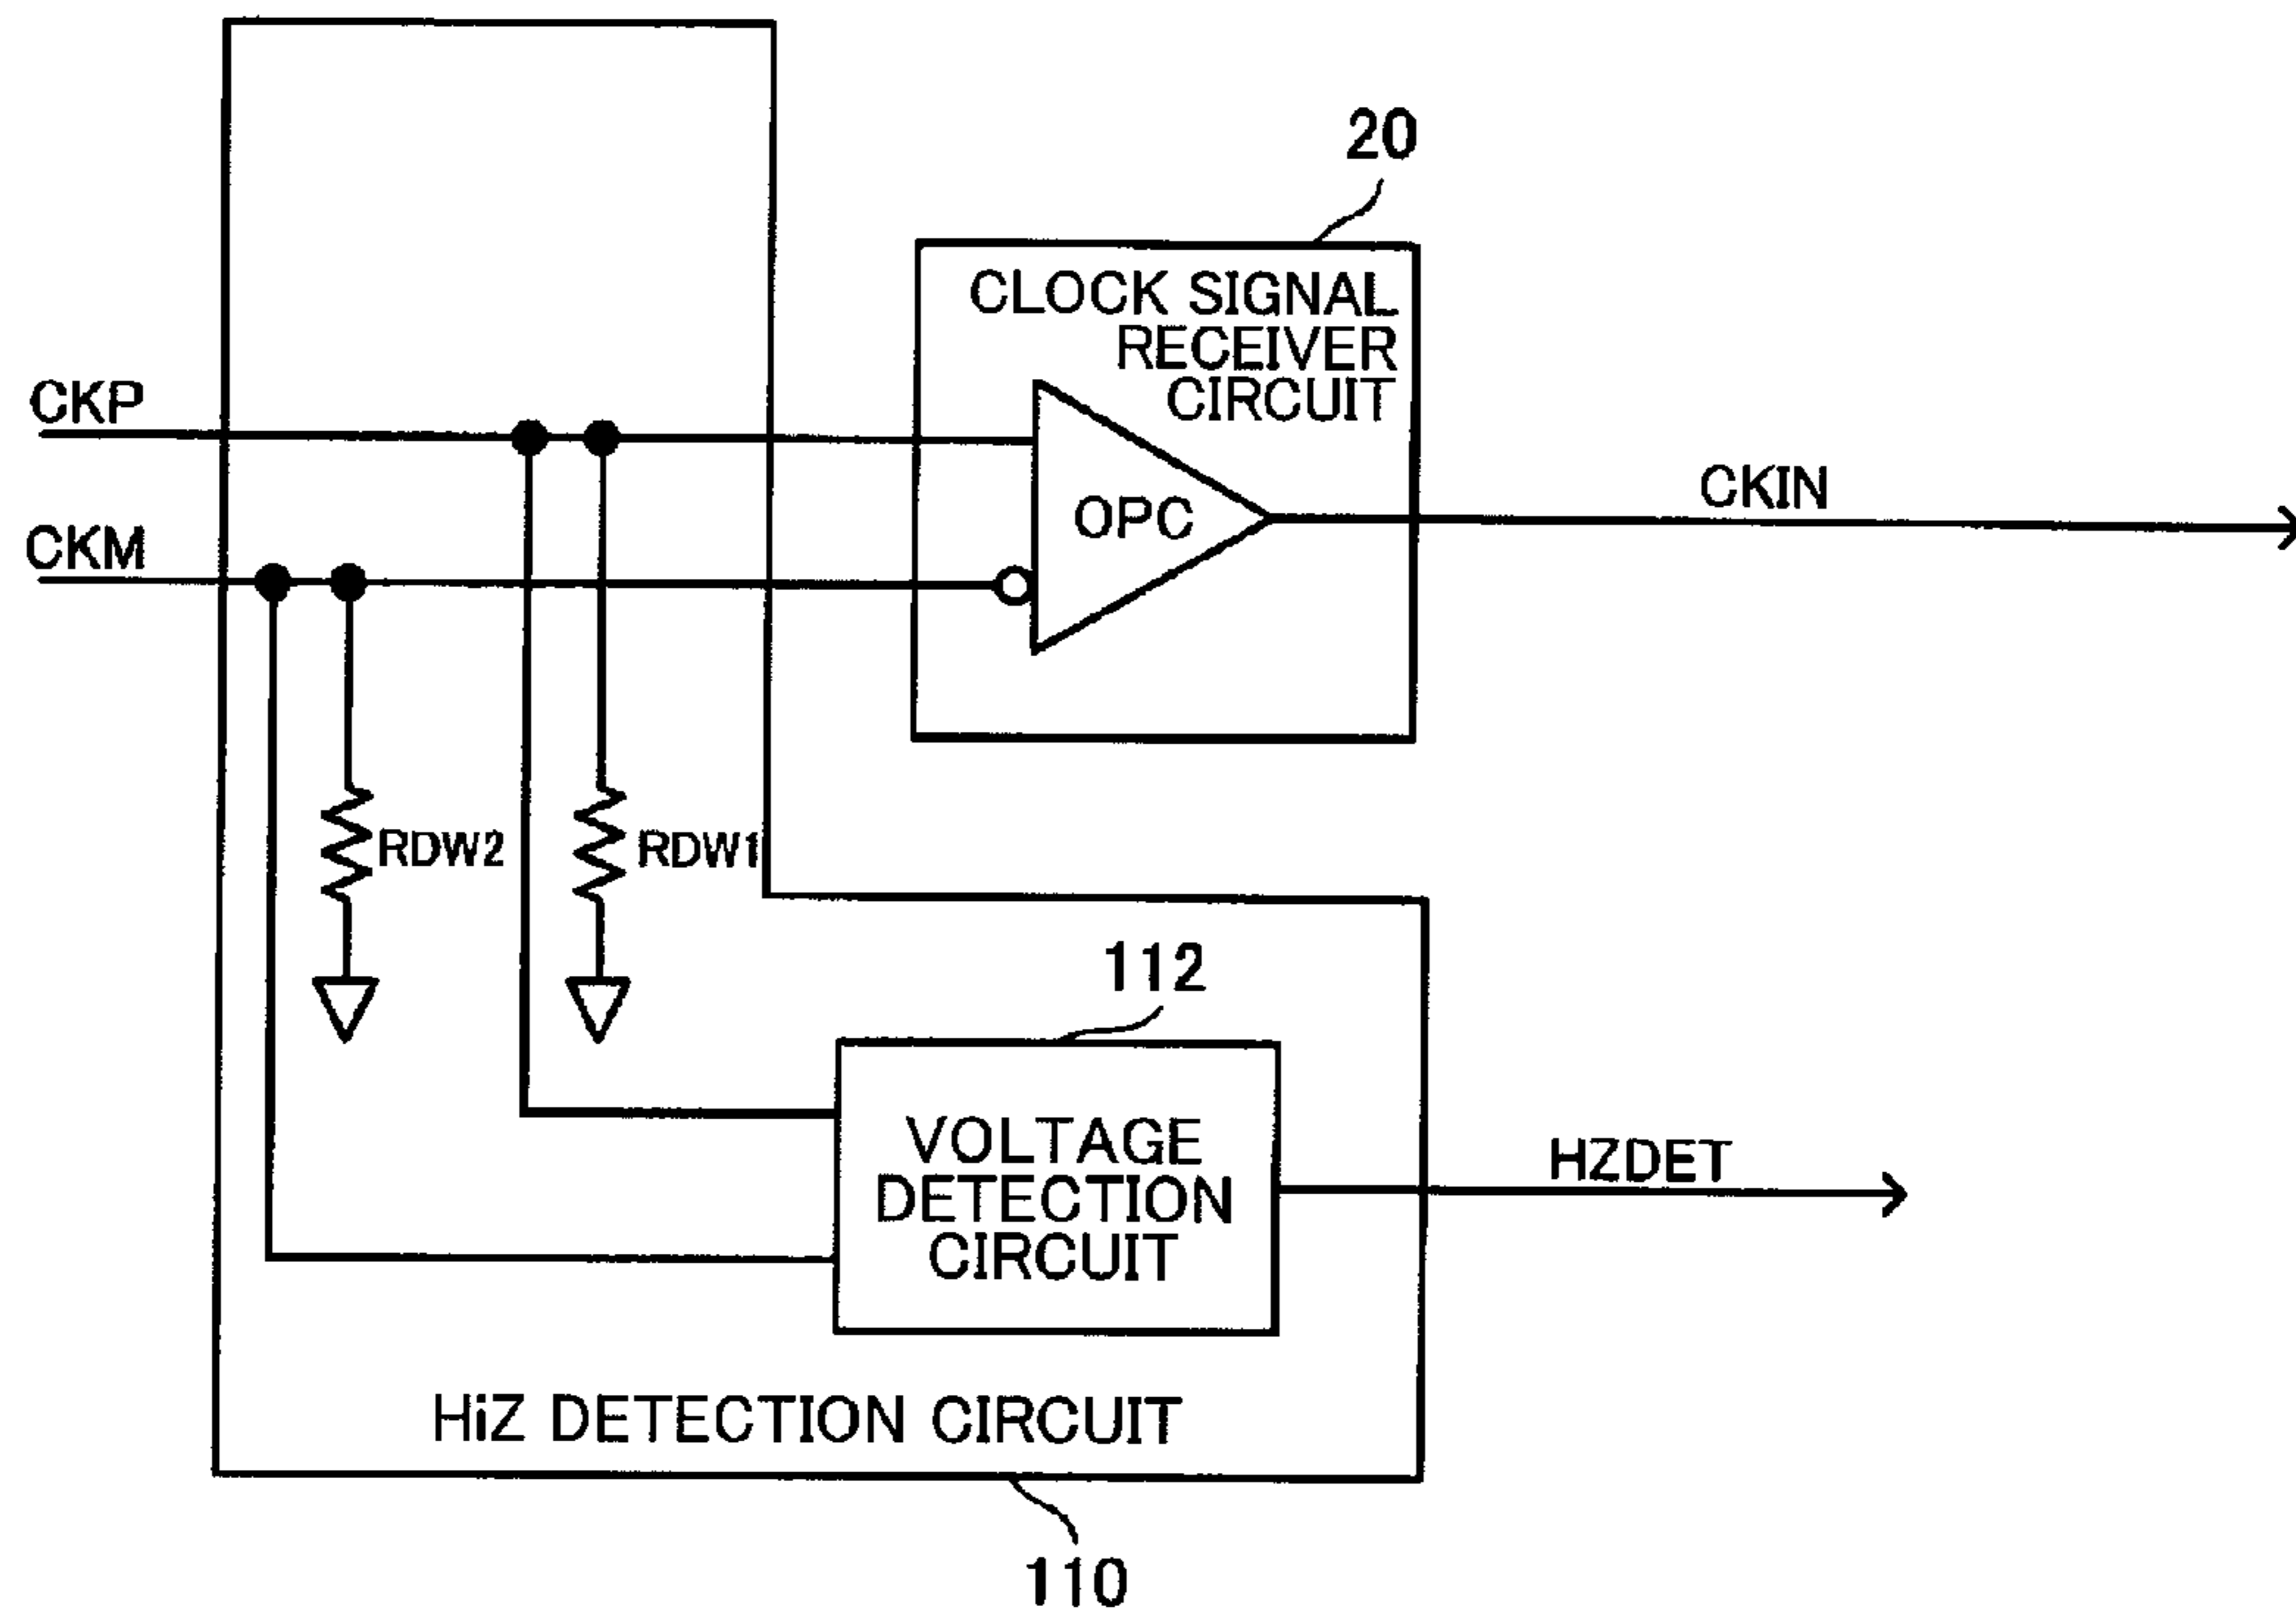 20
CLOCK SIGNAL
RECEIVER
CIRCUIT
CKP
OPC
CKIN
CKM
RDW2
RDW1
112
VOLTAGE
DETECTION
CIRCUIT
HZDET
HiZ DETECTION CIRCUIT
110